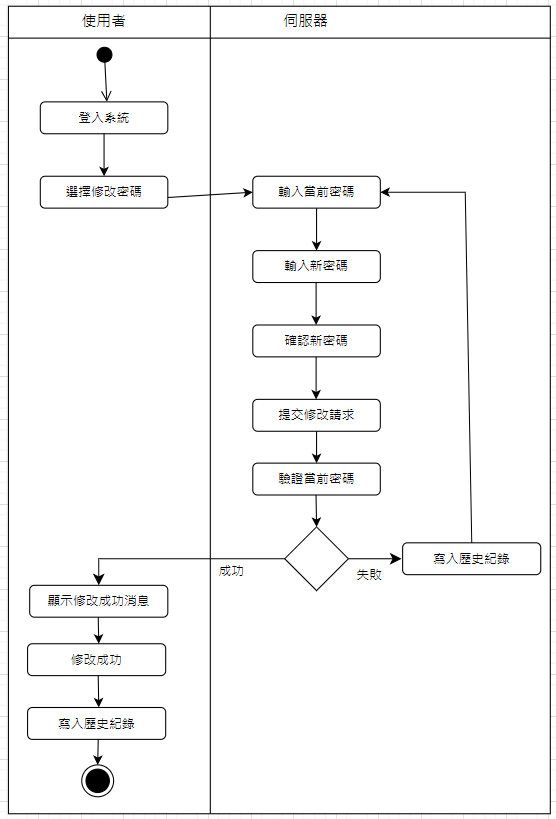 使用者
伺服器
登入系統
選擇修改密碼
輸入當前密碼
輸入新密碼
確認新密碼
提交修改請求
驗證當前密碼
成功
失敗
寫入歷史紀錄
顯示修改成功消息
修改成功
寫入歷史紀錄